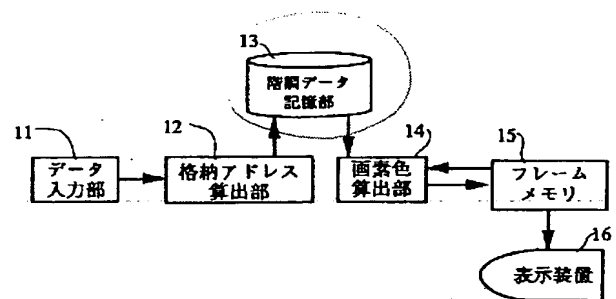 13
階調データ
記憶部
11
データ
入力部
12
格納アドレス
算出部
14
画素色
算出部
15
フレーム
メモリ
16
表示装置